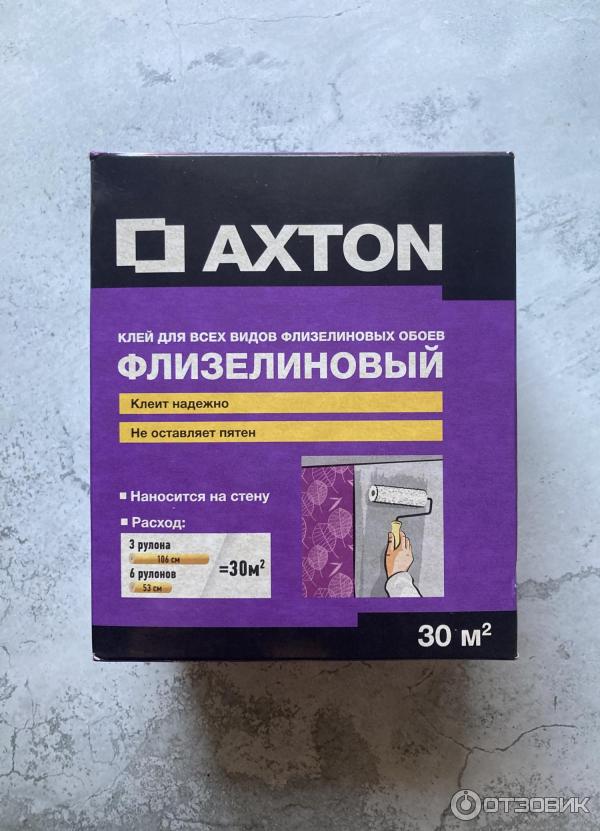 AXTON
КЛЕЙ ДЛЯ ВСЕХ ВИДОВ ФЛИЗЕЛИНОВЫХ ОБОЕВ
ФЛИЗЕЛИНОВЫЙ
Клеит надежно
Не оставляет пятен
Наносится на стену
Расход:
3 рулона
106 см
6 рулонов
53 см
=30м²
30 м²
ОТЗОВИК